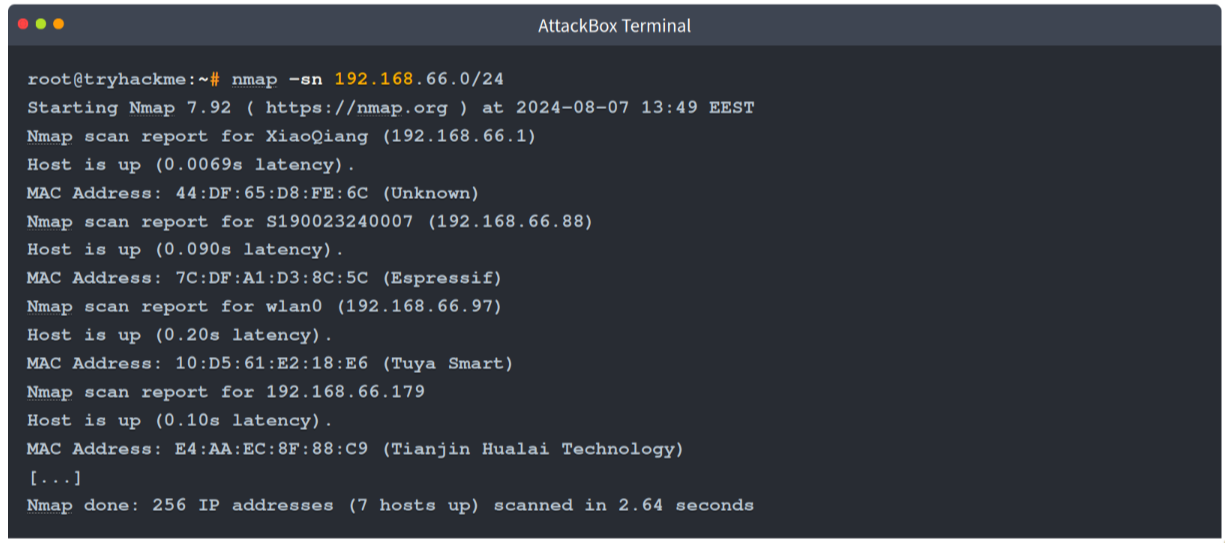 AttackBox Terminal
root@tryhackme:~# nmap -sn 192.168.66.0/24
Starting Nmap 7.92 ( https://nmap.org ) at 2024-08-07 13:49 EEST
Nmap scan report for XiaoQiang (192.168.66.1)
Host is up (0.0069s latency).
MAC Address: 44:DF:65:D8:FE:6C (Unknown)
Nmap scan report for S190023240007 (192.168.66.88)
Host is up (0.090s latency).
MAC Address: 7C:DF:A1:D3:8C:5C (Espressif)
Nmap scan report for wlan0 (192.168.66.97)
Host is up (0.20s latency).
MAC Address: 10:D5:61:E2:18:E6 (Tuya Smart)
Nmap scan report for 192.168.66.179
Host is up (0.10s latency).
MAC Address: E4:AA:EC:8F:88:C9 (Tianjin Hualai Technology)
[...]
Nmap done: 256 IP addresses (7 hosts up) scanned in 2.64 seconds